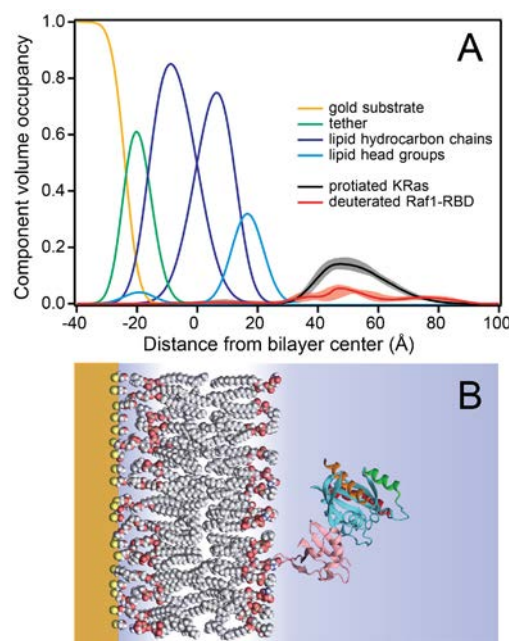 A
Component volume occupancy
1.0
0.8
0.6
0.4
0.2
0.0
gold substrate
tether
lipid hydrocarbon chains
lipid head groups
protiated KRas
deuterated Raf1-RBD
-40 -20 0 20 40 60 80 100
Distance from bilayer center (Å)
B